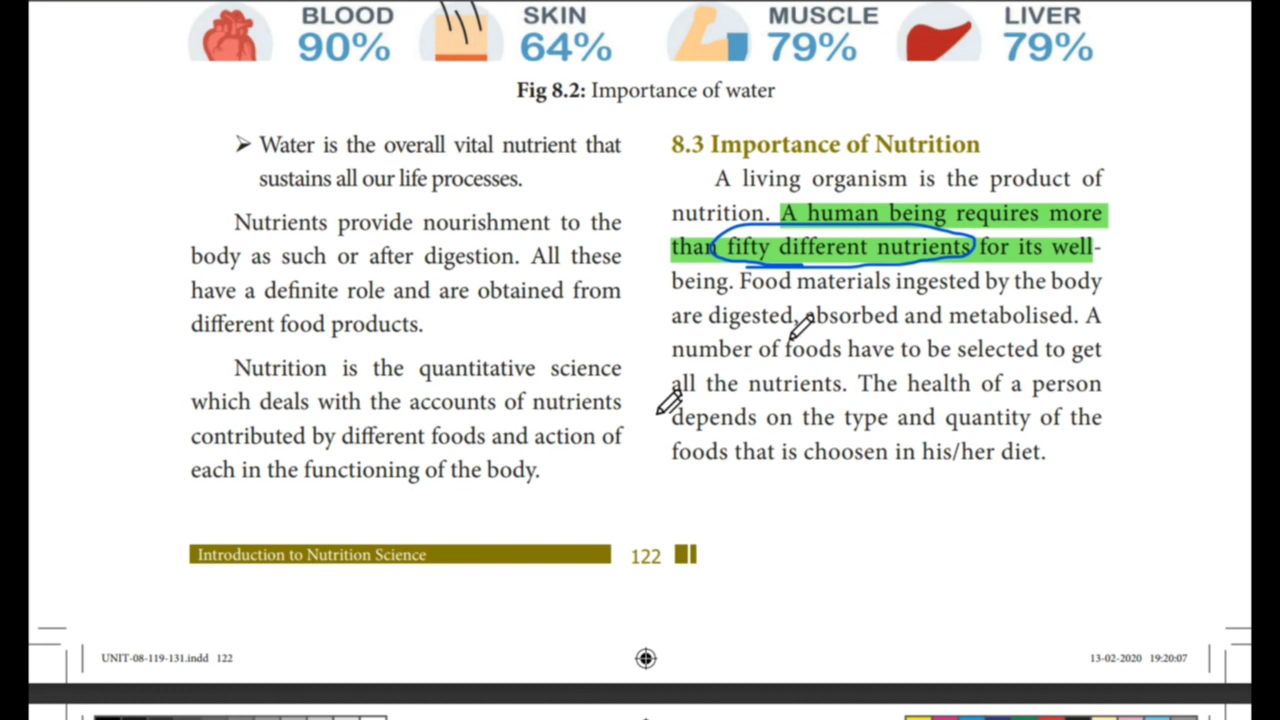 BLOOD
90%
SKIN
64%
MUSCLE
79%
LIVER
79%
Fig 8.2: Importance of water
➢ Water is the overall vital nutrient that
sustains all our life processes.
Nutrients provide nourishment to the
body as such or after digestion. All these
have a definite role and are obtained from
different food products.
Nutrition is the quantitative science
which deals with the accounts of nutrients
contributed by different foods and action of
each in the functioning of the body.
8.3 Importance of Nutrition
A living organism is the product of
nutrition. A human being requires more
than fifty different nutrients for its well-
being. Food materials ingested by the body
are digested, absorbed and metabolised. A
number of foods have to be selected to get
all the nutrients. The health of a person
depends on the type and quantity of the
foods that is choosen in his/her diet.
Introduction to Nutrition Science
122
UNIT-08-119-131.indd 122
13-02-2020 19:20:07